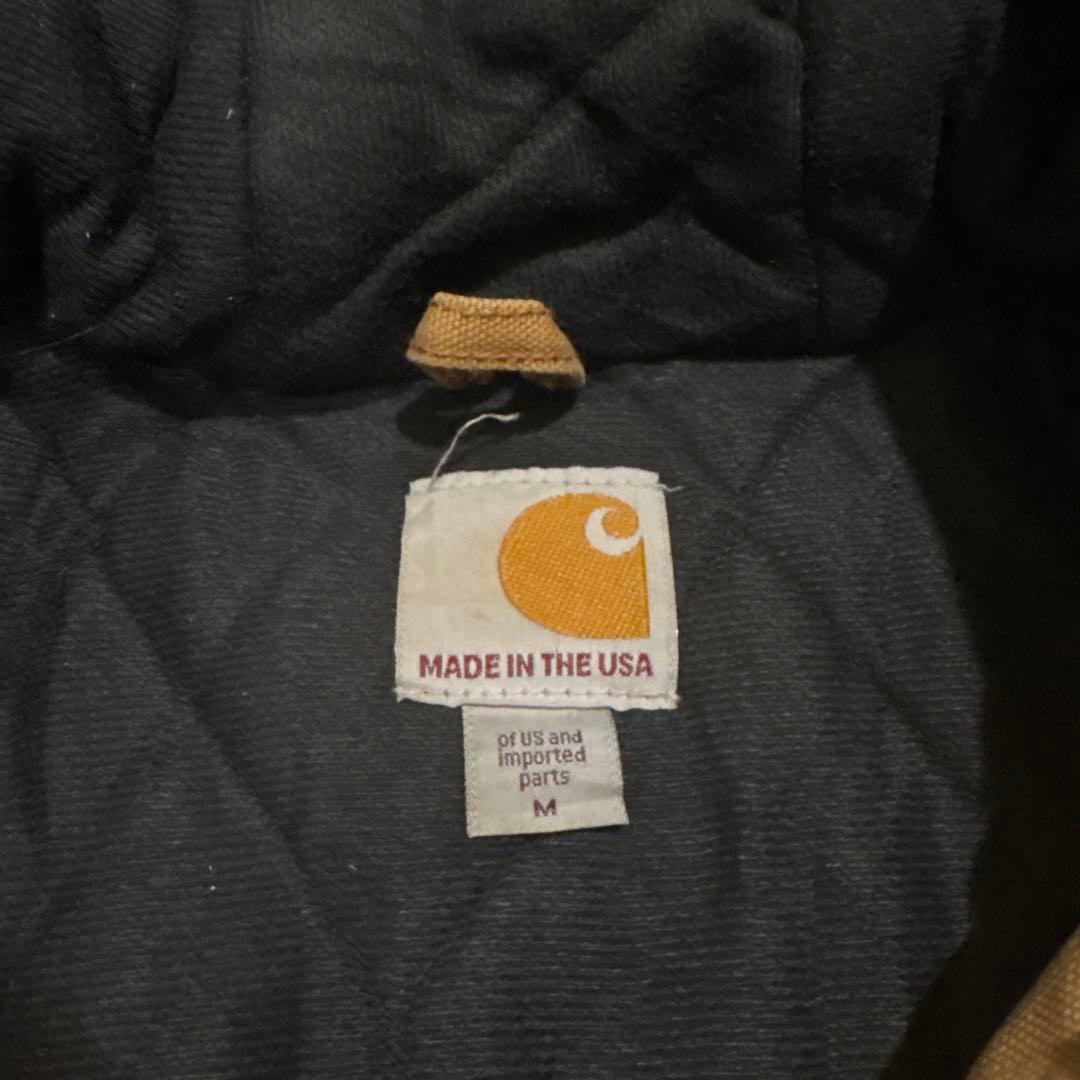 MADE IN THE USA
of US and
imported
parts
M